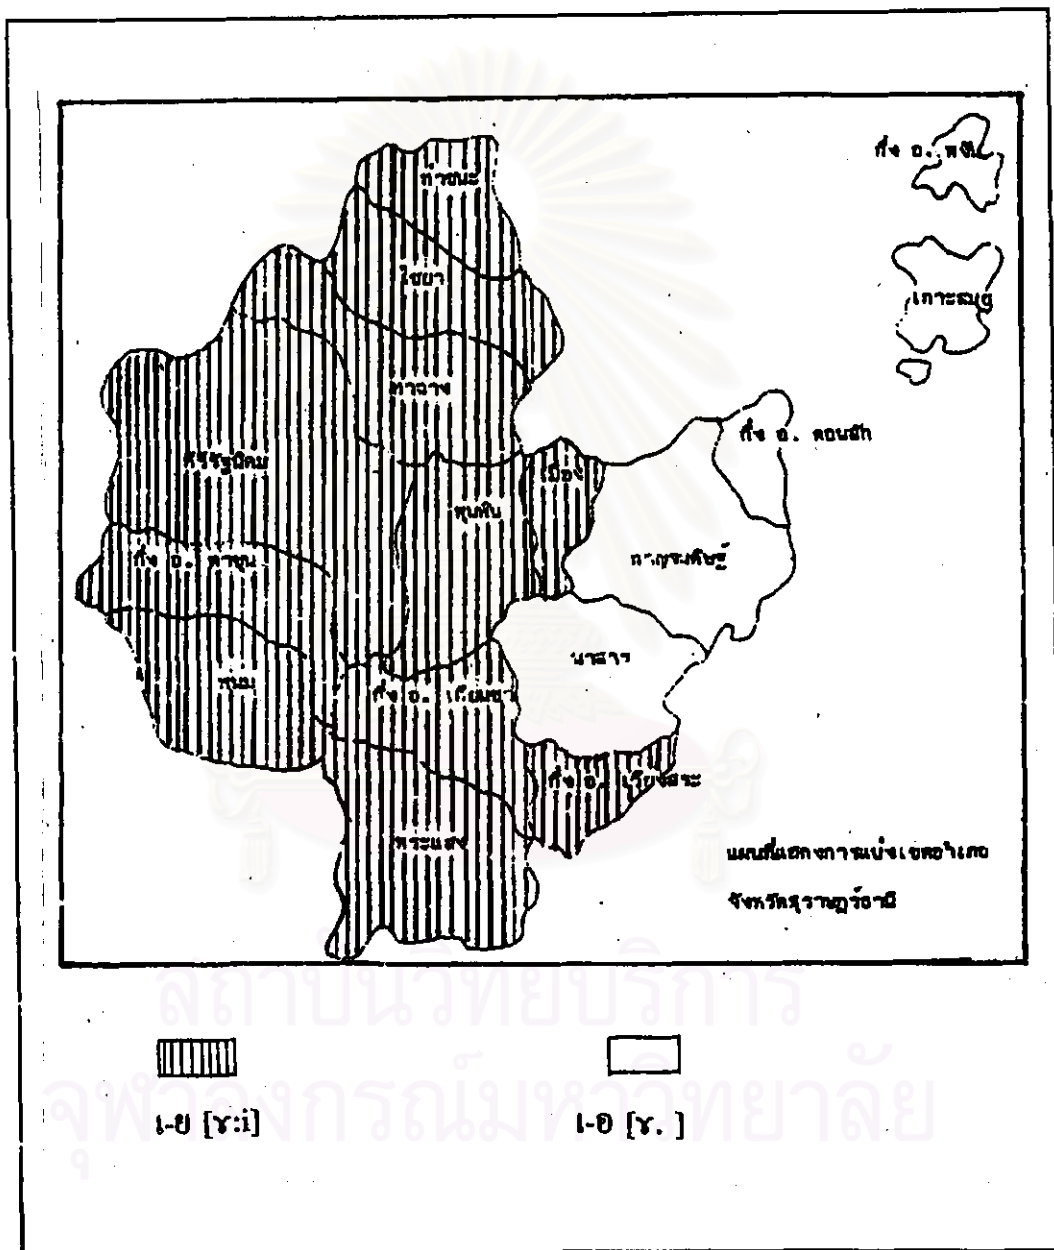 ท่าชนะ
กิ่ง อ. พงัน
ไชยา
เกาะสมุย
ท่าฉาง
กิ่ง อ. ดอนสัก
คีรีรัฐนิคม
เมือง
พุนพิน
กาญจนดิษฐ์
กิ่ง อ. ตาขุน
นาสาร
พนม
กิ่ง อ. เคียนซา
กิ่ง อ. เวียงสระ
พระแสง
แผนที่แสดงการแบ่งเขตอำเภอ
จังหวัดสุราษฎร์ธานี
สถาบันวิทยบริการ
จุฬาลงกรณ์มหาวิทยาลัย
เ-ย [ɤ:i]
เ-อ [ɤ. ]